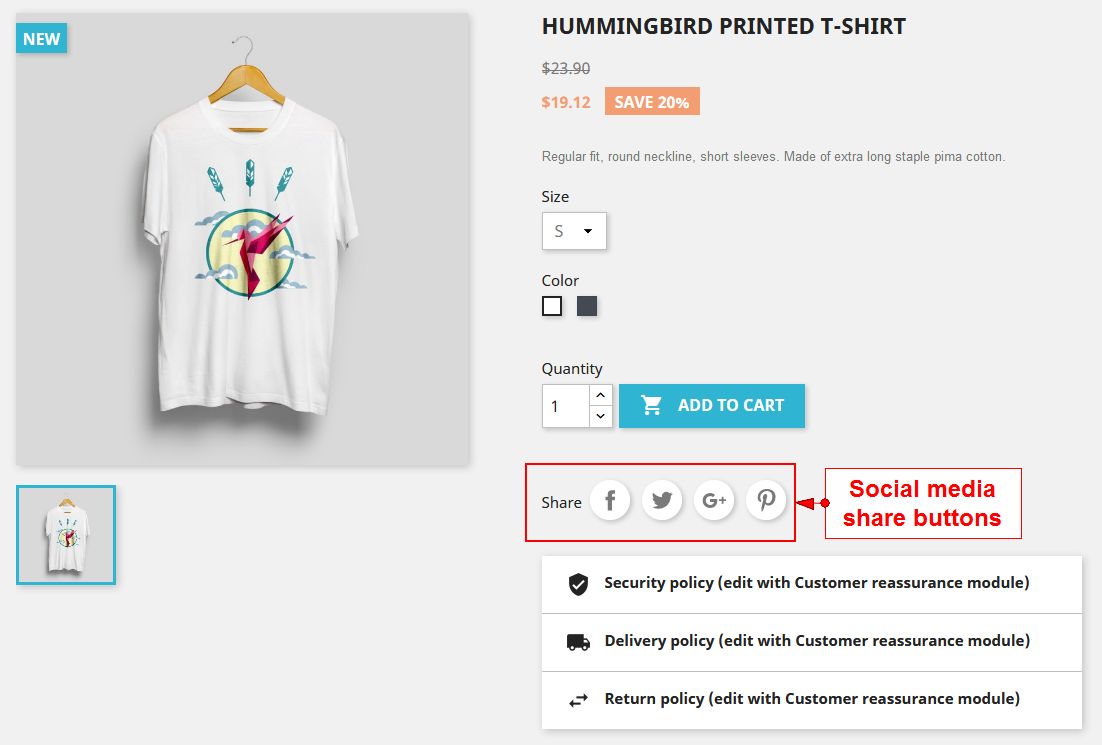 NEW
HUMMINGBIRD PRINTED T-SHIRT
$23.90
$19.12 SAVE 20%
Regular fit, round neckline, short sleeves. Made of extra long staple pima cotton.
Size
S
Color
Quantity
1 ADD TO CART
Share f G+
Social media
share buttons
Security policy (edit with Customer reassurance module)
Delivery policy (edit with Customer reassurance module)
Return policy (edit with Customer reassurance module)